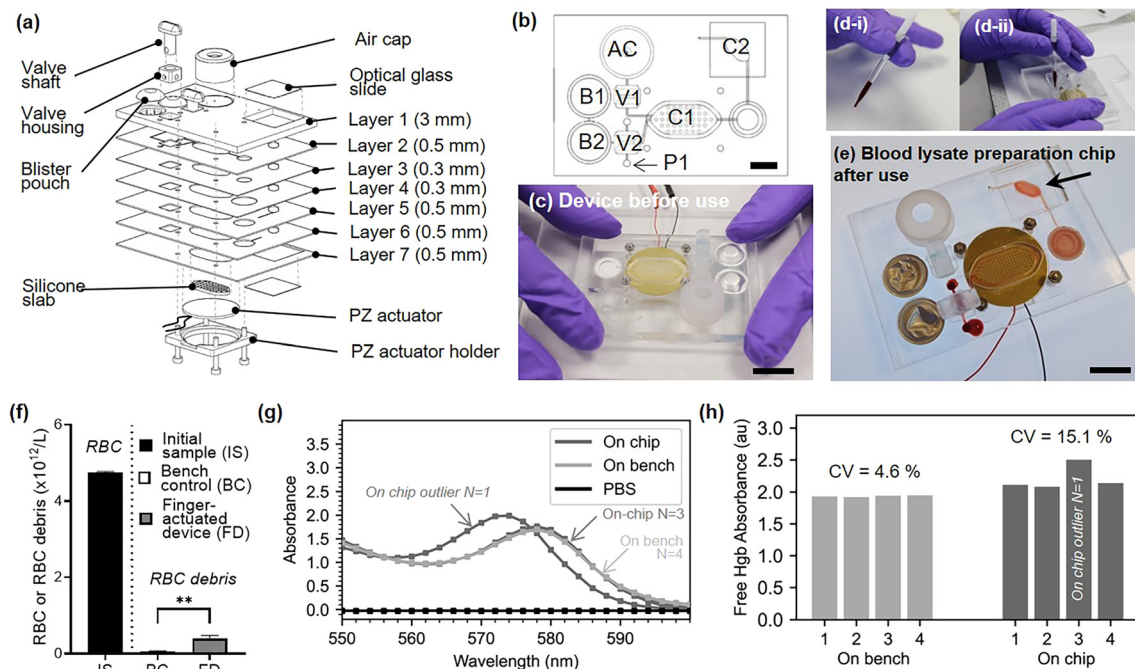 (a)
Valve
shaft
Valve
housing
Blister
pouch
Silicone
slab
Air cap
Optical glass
slide
Layer 1 (3 mm)
Layer 2 (0.5 mm)
Layer 3 (0.3 mm)
Layer 4 (0.3 mm)
Layer 5 (0.5 mm)
Layer 6 (0.5 mm)
Layer 7 (0.5 mm)
PZ actuator
PZ actuator holder
(b)
AC
C2
B1
V1
C1
B2
V2
P1
(c) Device before use
(d-i)
(d-ii)
(e) Blood lysate preparation chip
after use
(f)
RBC or RBC debris (x10¹²/L)
6
4
2
0
RBC
Initial
sample (IS)
Bench
control (BC)
Finger-
actuated
device (FD)
RBC debris
**
IS
BC
FD
(g)
Absorbance
3.5
3.0
2.5
2.0
1.5
1.0
0.5
0.0
On chip
On bench
PBS
On chip outlier N=1
On-chip N=3
On bench
N=4
550
560
570
580
590
Wavelength (nm)
(h)
Free Hgb Absorbance (au)
3.0
2.5
2.0
1.5
1.0
0.5
0.0
CV = 4.6 %
CV = 15.1 %
On chip outlier N=1
1 2 3 4
On bench
1 2 3 4
On chip